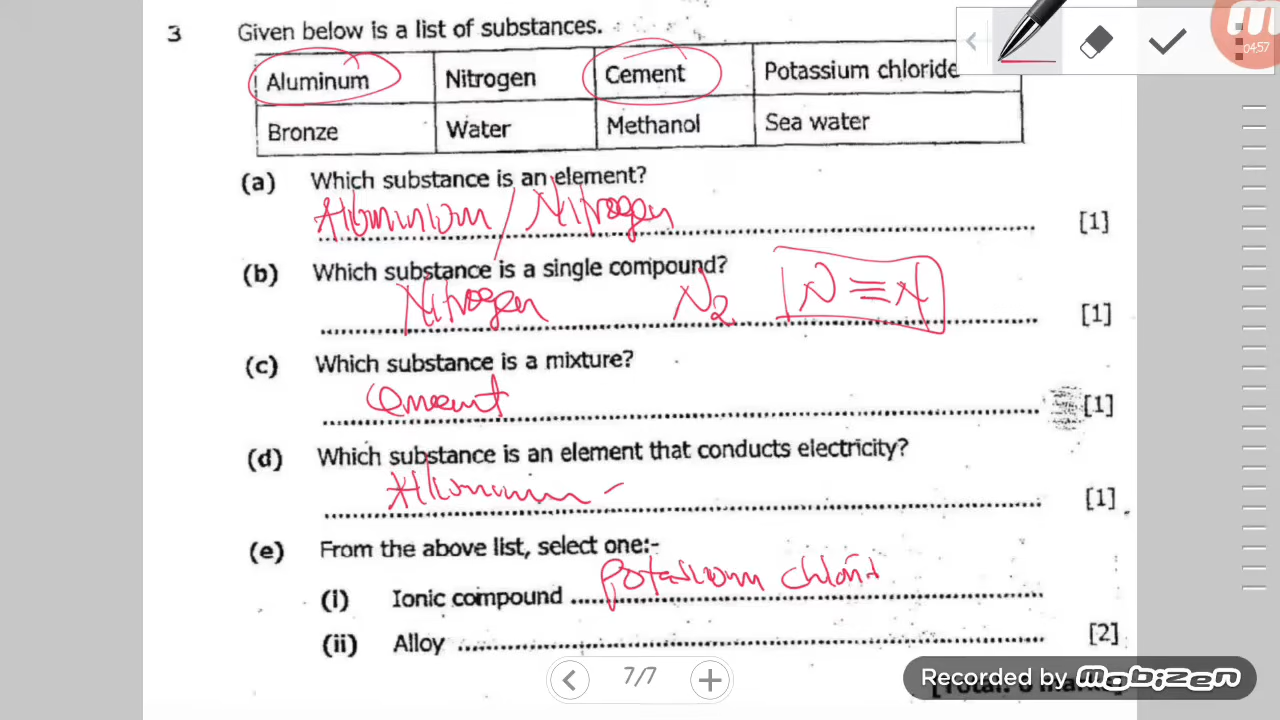 3 Given below is a list of substances.
04:57
Aluminum Nitrogen Cement Potassium chloride
Bronze Water Methanol Sea water
(a) Which substance is an element?
Aluminium / Nitrogen
[1]
(b) Which substance is a single compound?
Nitrogen N2 N≡N
[1]
(c) Which substance is a mixture?
Cement
[1]
(d) Which substance is an element that conducts electricity?
[1]
(e) From the above list, select one:-
(i) Ionic compound potassium chlorid
(ii) Alloy [2]
7/7
Recorded by mobizen